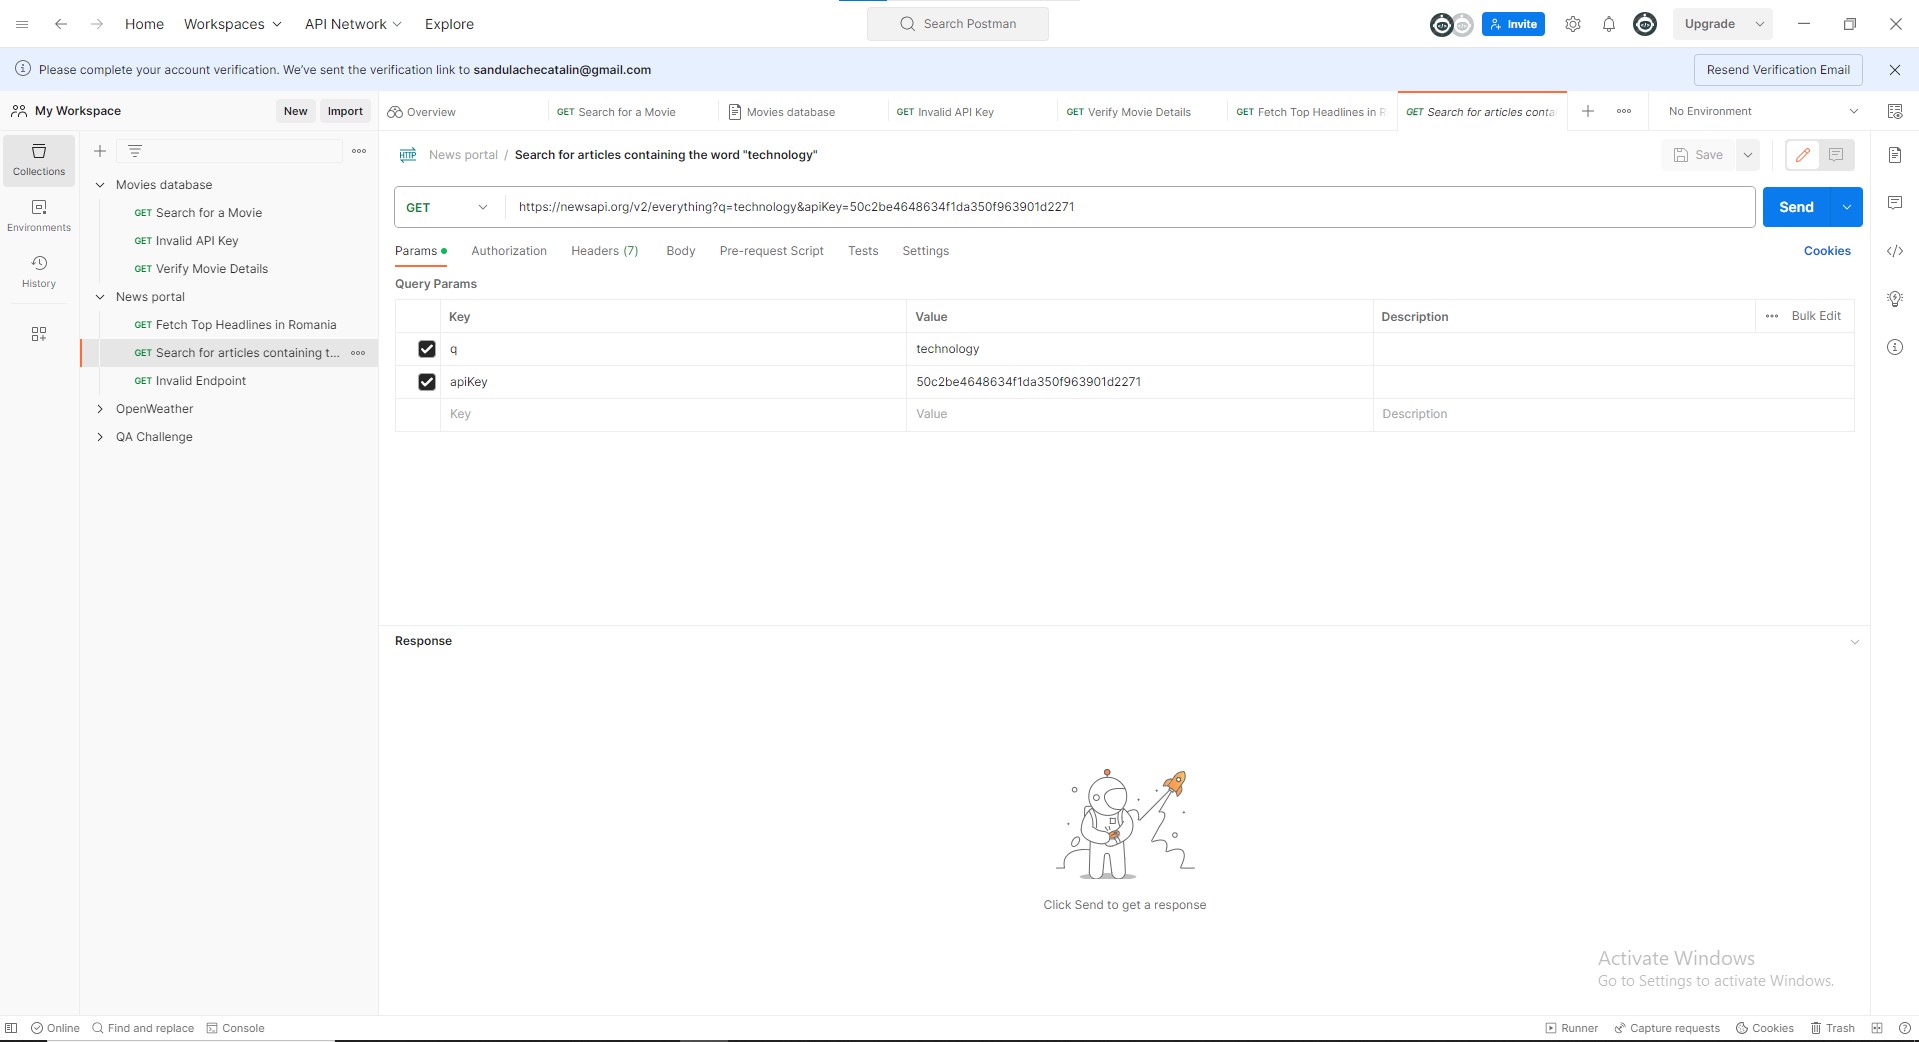 Home
Workspaces
API Network
Explore
Search Postman
Invite
Upgrade
Please complete your account verification. We've sent the verification link to sandulachecatalin@gmail.com
Resend Verification Email
My Workspace
New
Import
Overview
GET Search for a Movie
Movies database
GET Invalid API Key
GET Verify Movie Details
GET Fetch Top Headlines in R
GET Search for articles conta
No Environment
Collections
Environments
History
Movies database
GET Search for a Movie
GET Invalid API Key
GET Verify Movie Details
News portal
GET Fetch Top Headlines in Romania
GET Search for articles containing t...
GET Invalid Endpoint
OpenWeather
QA Challenge
HTTP
News portal / Search for articles containing the word "technology"
Save
GET
https://newsapi.org/v2/everything?q=technology&apiKey=50c2be4648634f1da350f963901d2271
Send
Params
Authorization
Headers (7)
Body
Pre-request Script
Tests
Settings
Cookies
Query Params
Key
Value
Description
Bulk Edit
q
technology
apiKey
50c2be4648634f1da350f963901d2271
Key
Value
Description
Response
Click Send to get a response
Activate Windows
Go to Settings to activate Windows.
Online
Find and replace
Console
Runner
Capture requests
Cookies
Trash